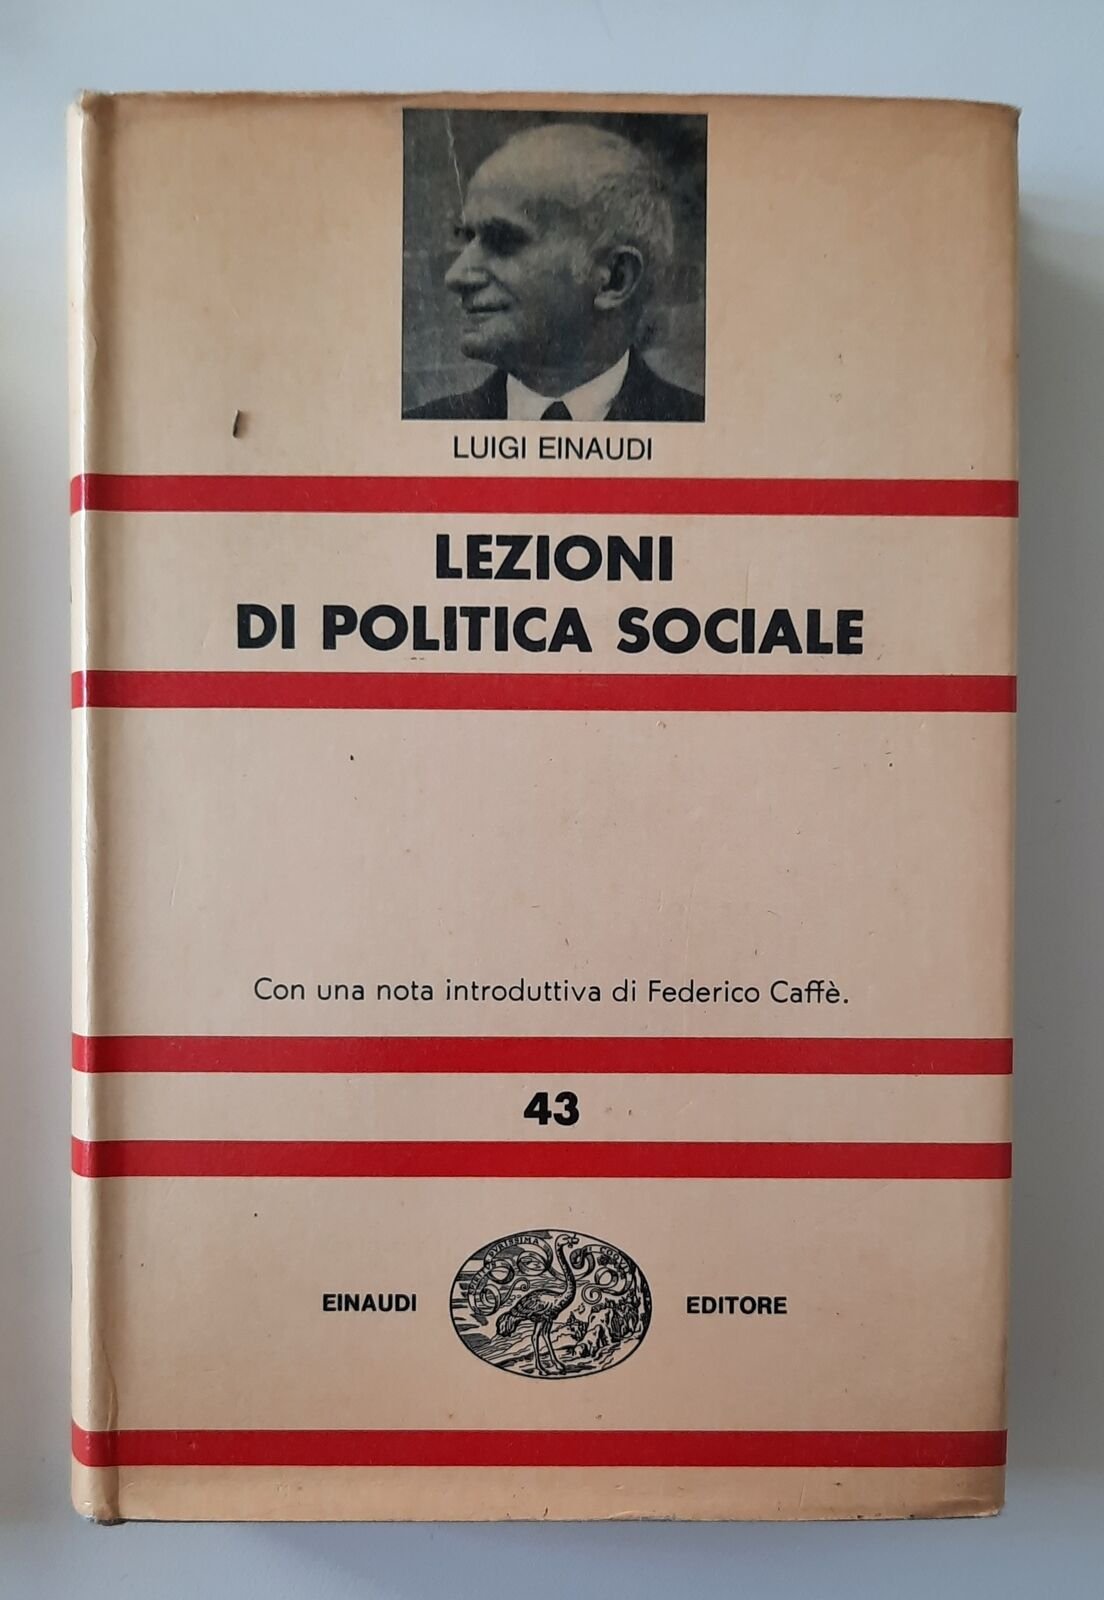 LUIGI EINAUDI
LEZIONI
DI POLITICA SOCIALE
Con una nota introduttiva di Federico Caffè.
43
EINAUDI
EDITORE